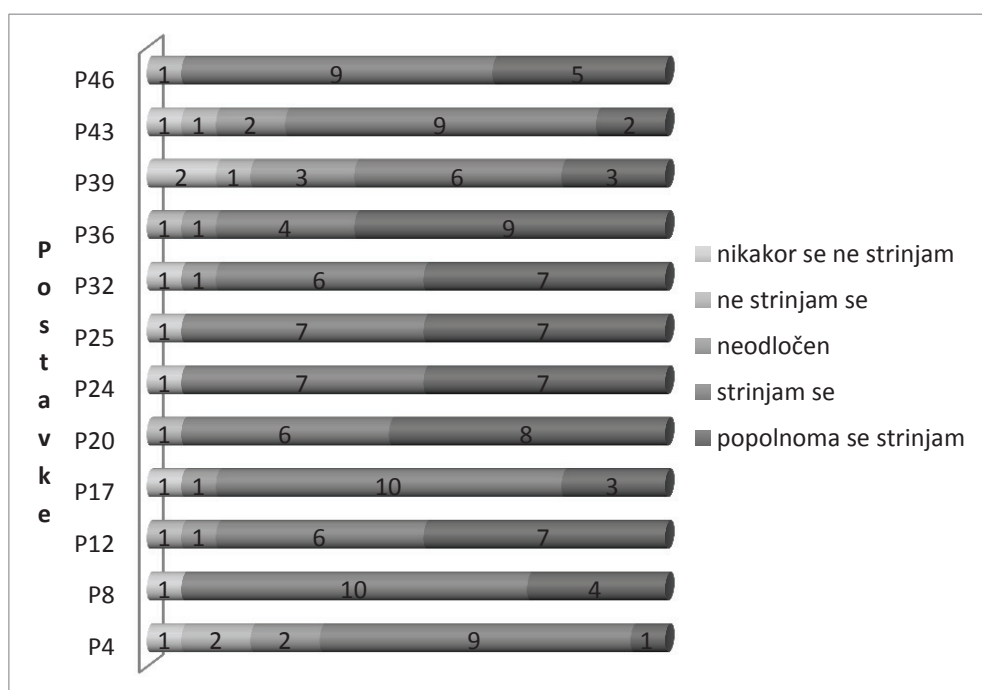 P46 1 9 5
P43 1 1 2 9 2
P39 2 1 3 6 3
P36 1 1 4 9
P32 1 1 6 7
P25 1 7 7
P24 1 7 7
P20 1 6 8
P17 1 1 10 3
P12 1 1 6 7
P8 1 10 4
P4 1 2 2 9 1
Postavke
nikakor se ne strinjam
ne strinjam se
neodločen
strinjam se
popolnoma se strinjam